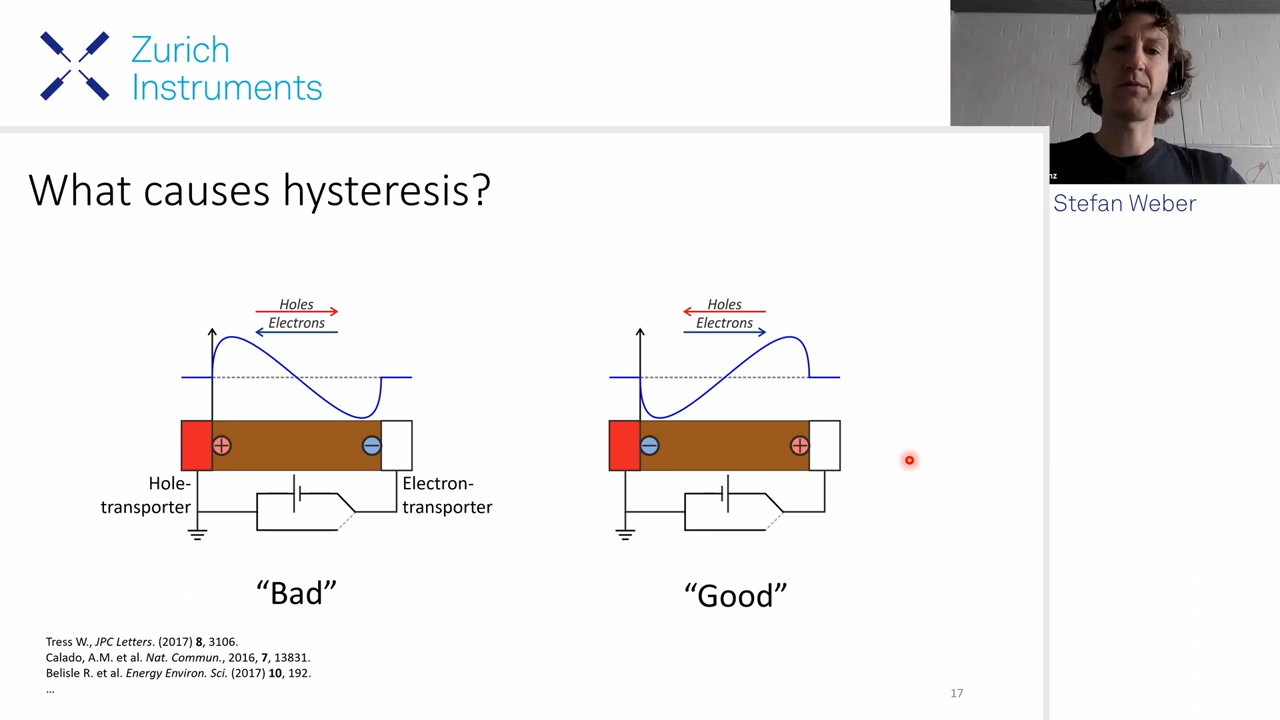 Zurich
Instruments
nz
Stefan Weber
What causes hysteresis?
Holes
Electrons
+
−
Hole-
transporter
Electron-
transporter
“Bad”
Holes
Electrons
−
+
“Good”
Tress W., JPC Letters. (2017) 8, 3106.
Calado, A.M. et al. Nat. Commun., 2016, 7, 13831.
Belisle R. et al. Energy Environ. Sci. (2017) 10, 192.
...
17